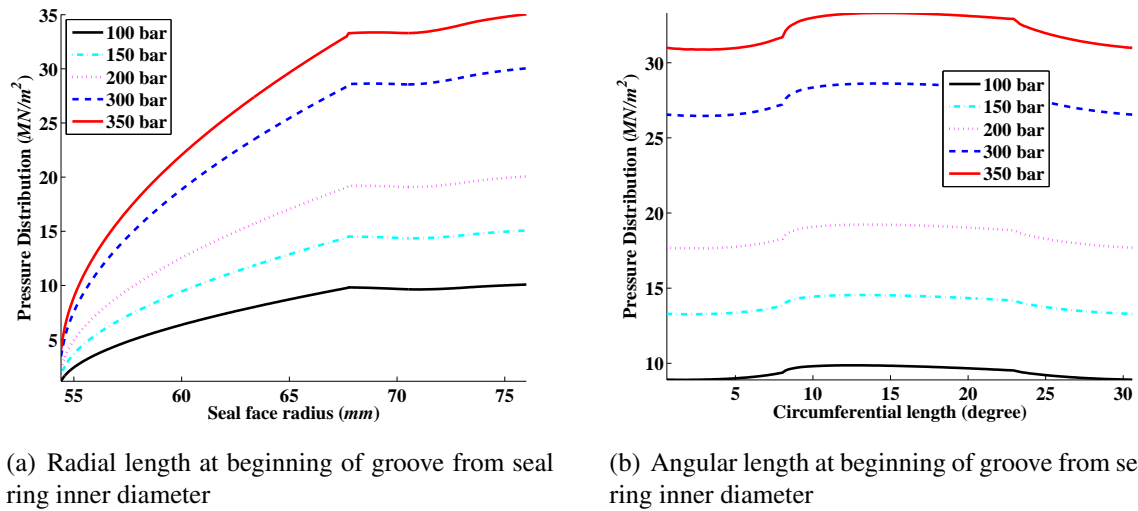 35
30
25
20
15
10
5
Pressure Distribution (MN/m²)
100 bar
150 bar
200 bar
300 bar
350 bar
55
60
65
70
75
Seal face radius (mm)
30
25
20
15
10
Pressure Distribution (MN/m²)
100 bar
150 bar
200 bar
300 bar
350 bar
5
10
15
20
25
30
Circumferential length (degree)
(a) Radial length at beginning of groove from seal
ring inner diameter
(b) Angular length at beginning of groove from se
ring inner diameter